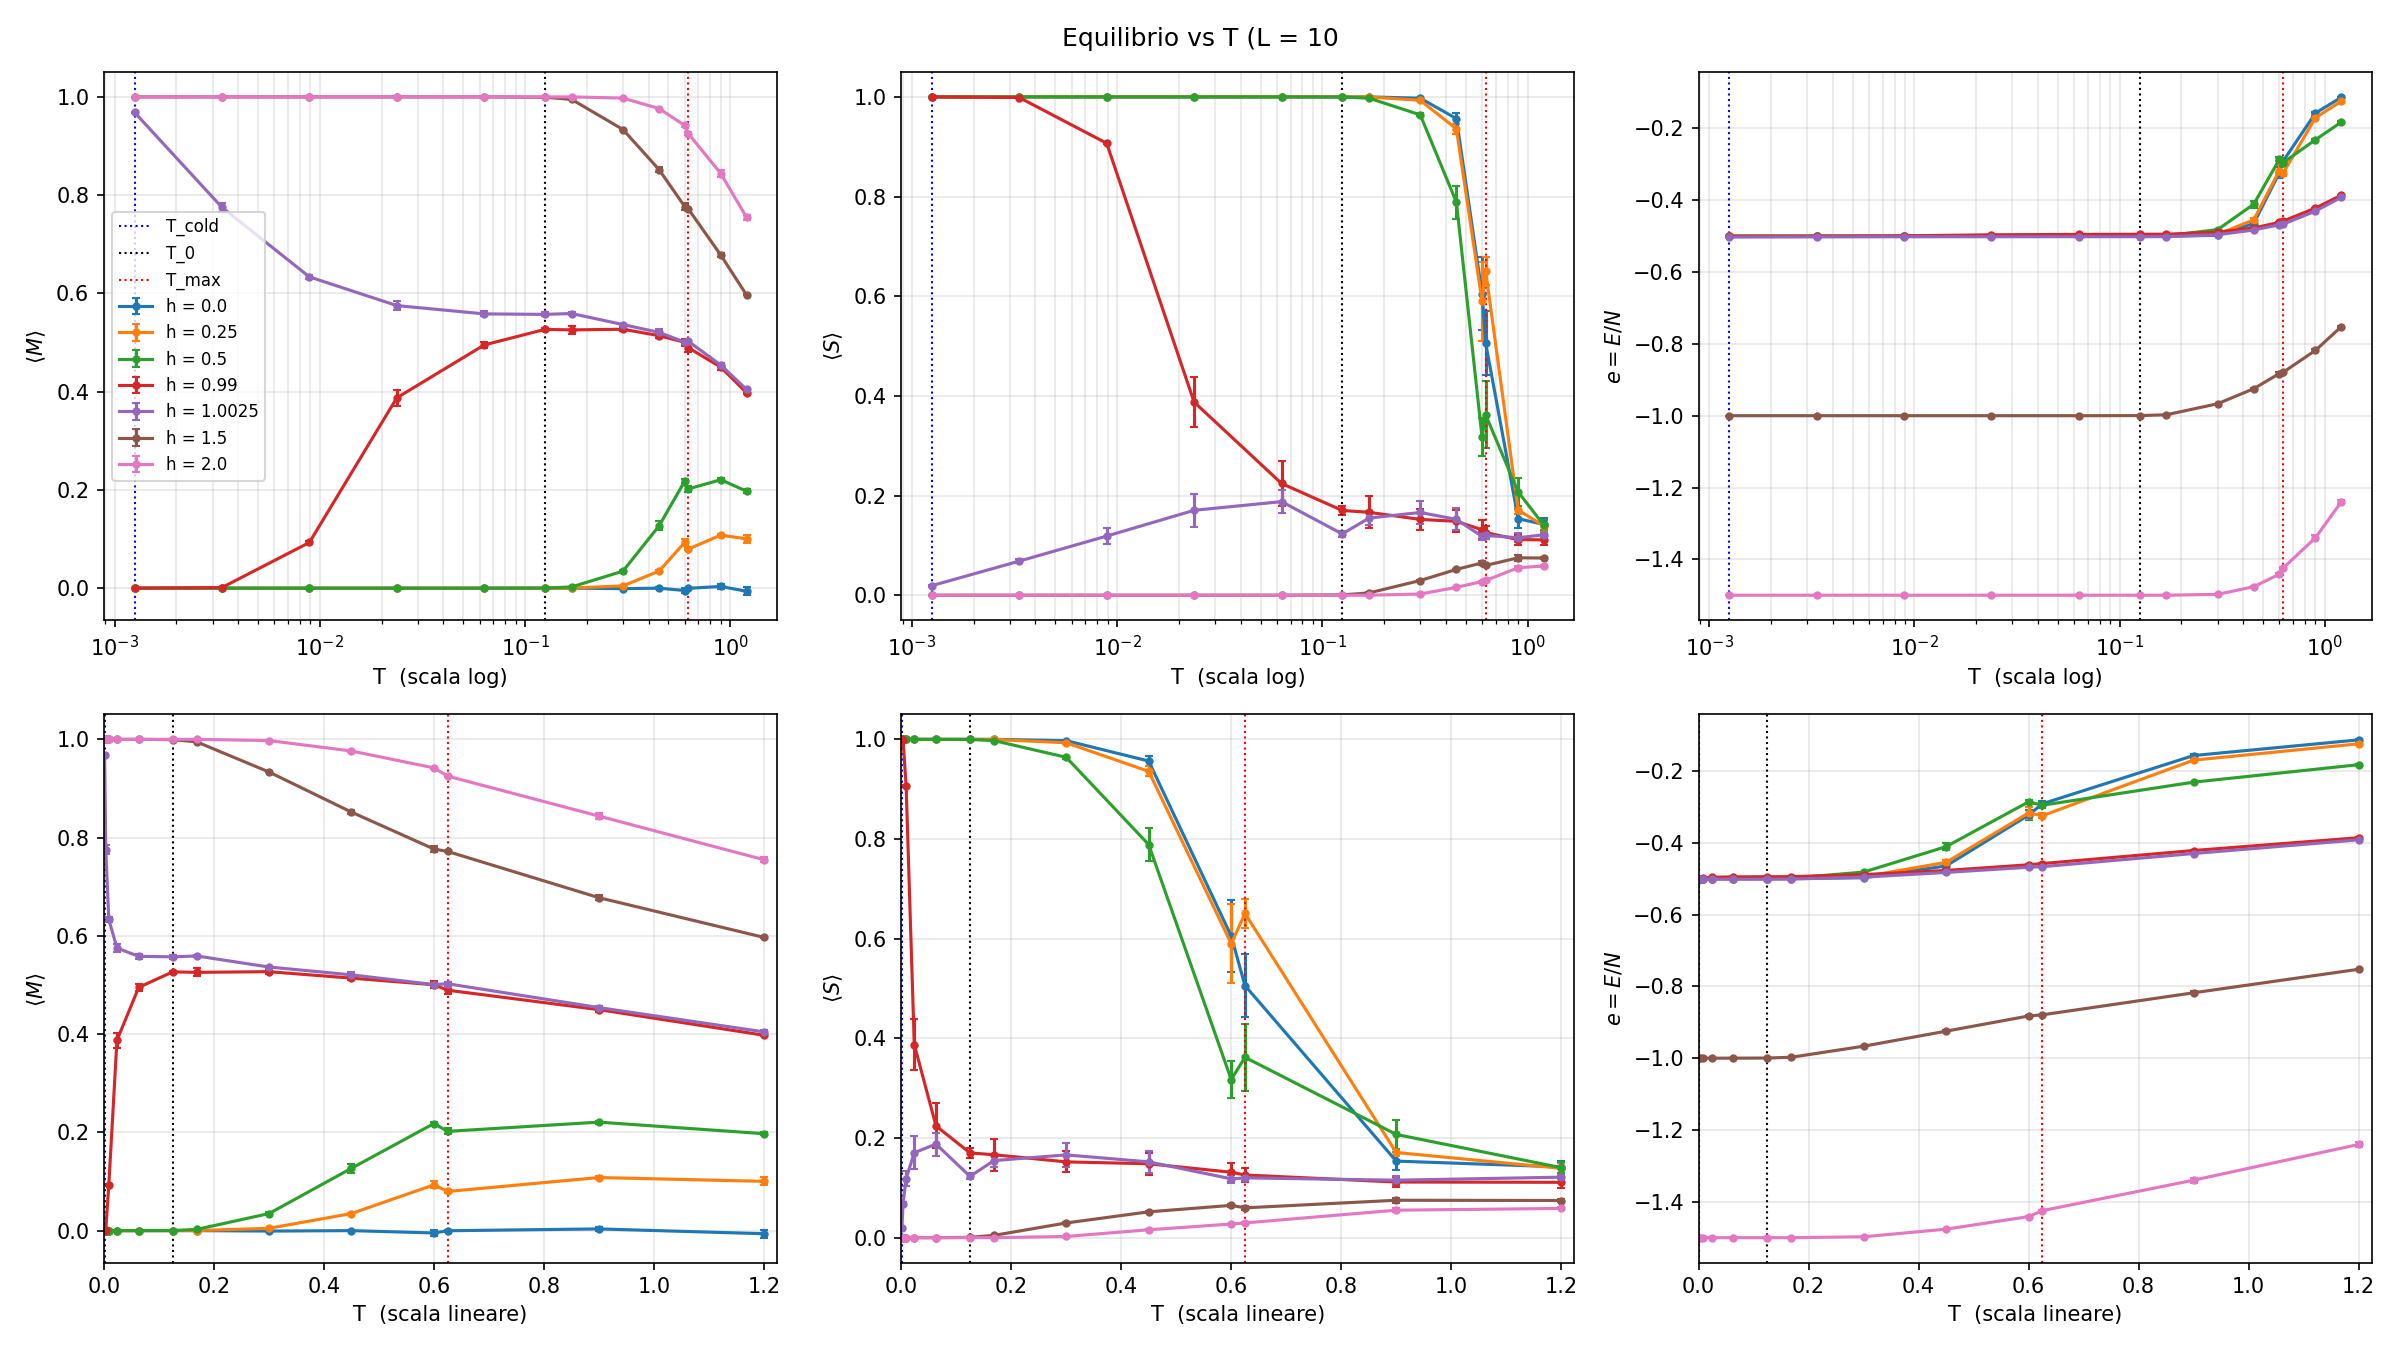 Equilibrio vs T (L = 10
⟨M⟩
1.0
0.8
0.6
0.4
0.2
0.0
T_cold
T_0
T_max
h = 0.0
h = 0.25
h = 0.5
h = 0.99
h = 1.0025
h = 1.5
h = 2.0
10⁻³ 10⁻² 10⁻¹ 10⁰
T (scala log)
⟨S⟩
1.0
0.8
0.6
0.4
0.2
0.0
10⁻³ 10⁻² 10⁻¹ 10⁰
T (scala log)
e = E/N
−0.2
−0.4
−0.6
−0.8
−1.0
−1.2
−1.4
10⁻³ 10⁻² 10⁻¹ 10⁰
T (scala log)
⟨M⟩
1.0
0.8
0.6
0.4
0.2
0.0
0.0 0.2 0.4 0.6 0.8 1.0 1.2
T (scala lineare)
⟨S⟩
1.0
0.8
0.6
0.4
0.2
0.0
0.0 0.2 0.4 0.6 0.8 1.0 1.2
T (scala lineare)
e = E/N
−0.2
−0.4
−0.6
−0.8
−1.0
−1.2
−1.4
0.0 0.2 0.4 0.6 0.8 1.0 1.2
T (scala lineare)